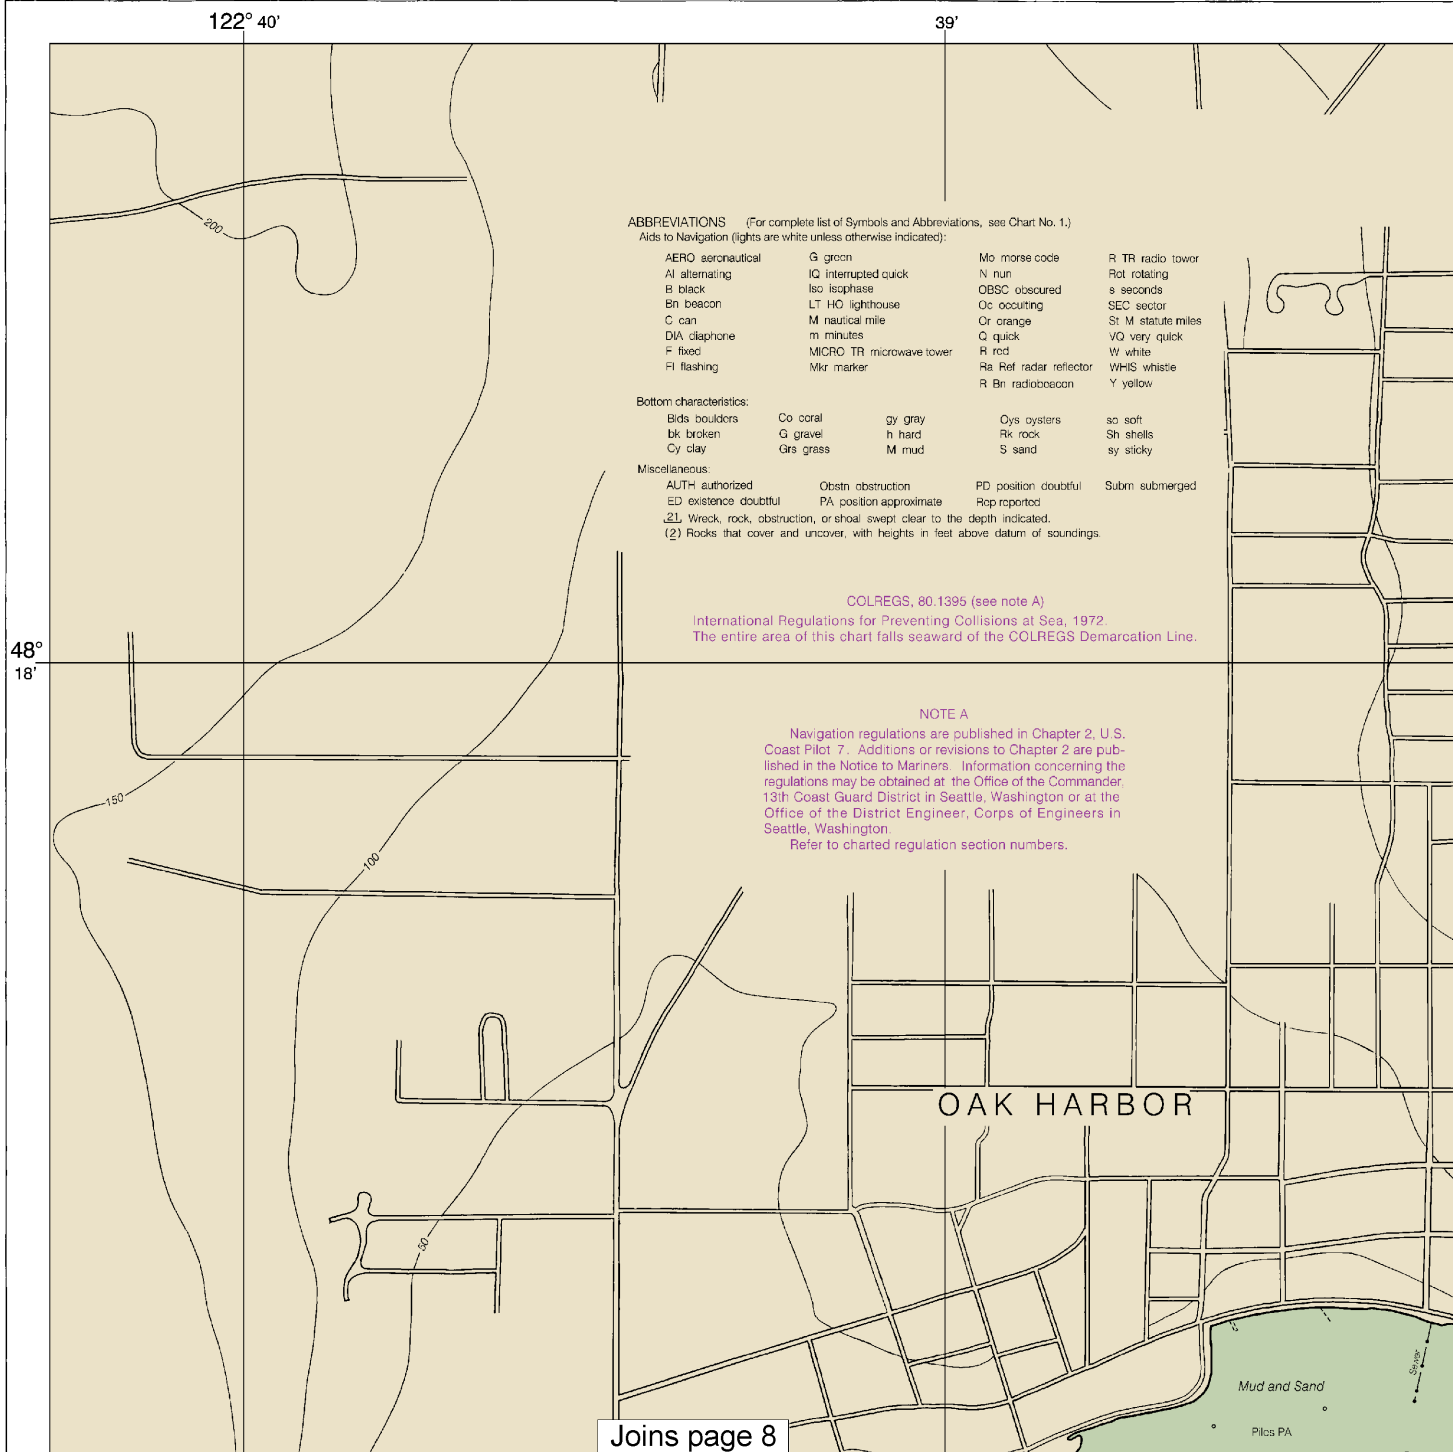 122° 40'
39'
200
ABBREVIATIONS (For complete list of Symbols and Abbreviations, see Chart No. 1.)
Aids to Navigation (lights are white unless otherwise indicated):
AERO aeronautical G green Mo morse code R TR radio tower
Al alternating IQ interrupted quick N nun Rot rotating
B black Iso isophase OBSC obscured s seconds
Bn beacon LT HO lighthouse Oc occulting SEC sector
C can M nautical mile Or orange St M statute miles
DIA diaphone m minutes Q quick VQ very quick
F fixed MICRO TR microwave tower R red W white
Fl flashing Mkr marker Ra Ref radar reflector WHIS whistle
R Bn radiobeacon Y yellow
Bottom characteristics:
Blds boulders Co coral gy gray Oys oysters so soft
bk broken G gravel h hard Rk rock Sh shells
Cy clay Grs grass M mud S sand sy sticky
Miscellaneous:
AUTH authorized Obstn obstruction PD position doubtful Subm submerged
ED existence doubtful PA position approximate Rep reported
21, Wreck, rock, obstruction, or shoal swept clear to the depth indicated.
(2) Rocks that cover and uncover, with heights in feet above datum of soundings.
COLREGS, 80.1395 (see note A)
International Regulations for Preventing Collisions at Sea, 1972.
The entire area of this chart falls seaward of the COLREGS Demarcation Line.
48°
18'
NOTE A
Navigation regulations are published in Chapter 2, U.S.
Coast Pilot 7. Additions or revisions to Chapter 2 are pub-
lished in the Notice to Mariners. Information concerning the
regulations may be obtained at the Office of the Commander,
13th Coast Guard District in Seattle, Washington or at the
Office of the District Engineer, Corps of Engineers in
Seattle, Washington.
Refer to charted regulation section numbers.
150
100
OAK HARBOR
50
Sewer
Mud and Sand
Piles PA
Joins page 8